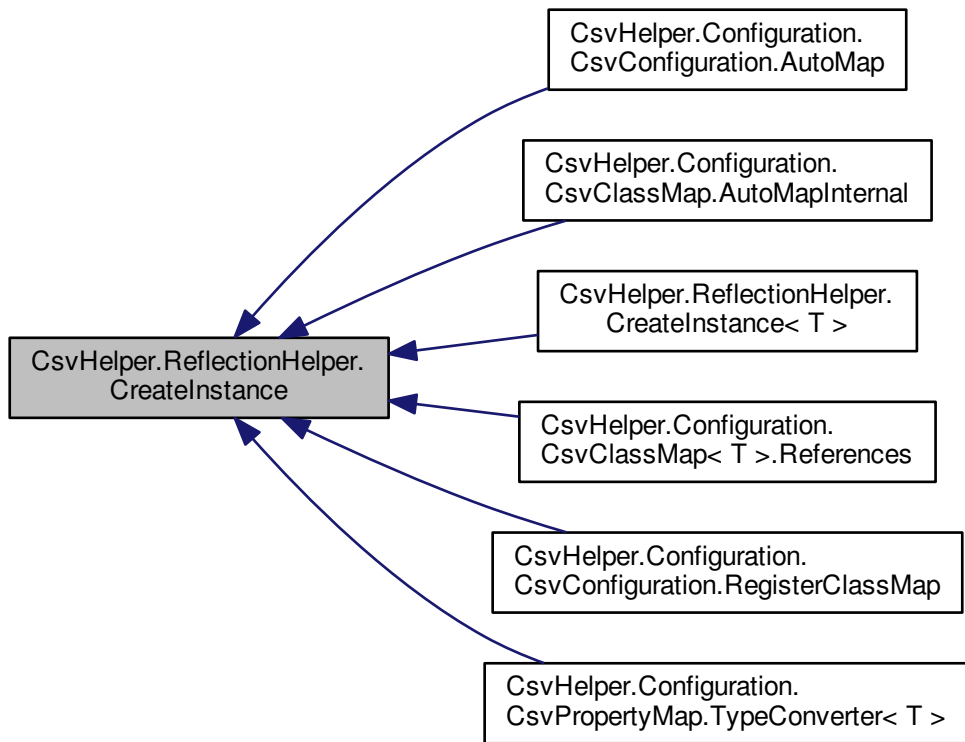 CsvHelper.Configuration.
CsvConfiguration.AutoMap
CsvHelper.Configuration.
CsvClassMap.AutoMapInternal
CsvHelper.ReflectionHelper.
CreateInstance< T >
CsvHelper.ReflectionHelper.
CreateInstance
CsvHelper.Configuration.
CsvClassMap< T >.References
CsvHelper.Configuration.
CsvConfiguration.RegisterClassMap
CsvHelper.Configuration.
CsvPropertyMap.TypeConverter< T >